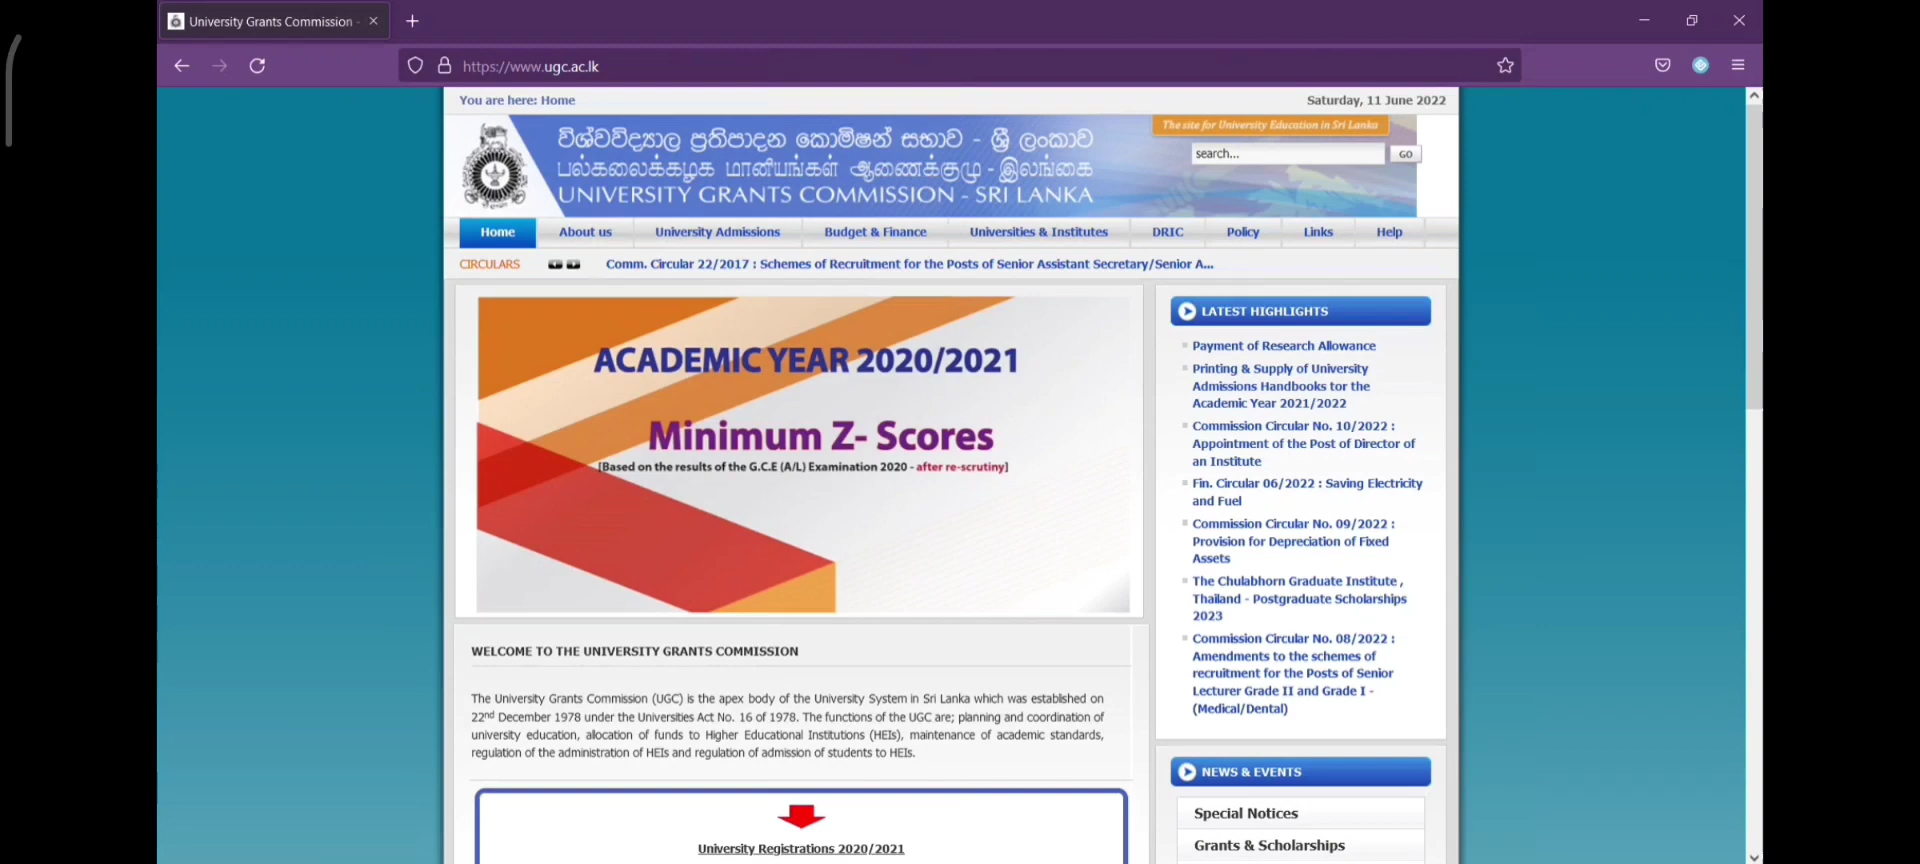 University Grants Commission -
https://www.ugc.ac.lk
You are here: Home
Saturday, 11 June 2022
විශ්වවිද්‍යාල ප්‍රතිපාදන කොමිෂන් සභාව - ශ්‍රී ලංකාව
பல்கலைக்கழக மானியங்கள் ஆணைக்குழு - இலங்கை
UNIVERSITY GRANTS COMMISSION - SRI LANKA
The site for University Education in Sri Lanka
search...
GO
Home About us University Admissions Budget & Finance Universities & Institutes DRIC Policy Links Help
CIRCULARS Comm. Circular 22/2017 : Schemes of Recruitment for the Posts of Senior Assistant Secretary/Senior A...
ACADEMIC YEAR 2020/2021
Minimum Z- Scores
[Based on the results of the G.C.E (A/L) Examination 2020 - after re-scrutiny]
WELCOME TO THE UNIVERSITY GRANTS COMMISSION
The University Grants Commission (UGC) is the apex body of the University System in Sri Lanka which was established on
22nd December 1978 under the Universities Act No. 16 of 1978. The functions of the UGC are; planning and coordination of
university education, allocation of funds to Higher Educational Institutions (HEIs), maintenance of academic standards,
regulation of the administration of HEIs and regulation of admission of students to HEIs.
University Registrations 2020/2021
LATEST HIGHLIGHTS
Payment of Research Allowance
Printing & Supply of University
Admissions Handbooks tor the
Academic Year 2021/2022
Commission Circular No. 10/2022 :
Appointment of the Post of Director of
an Institute
Fin. Circular 06/2022 : Saving Electricity
and Fuel
Commission Circular No. 09/2022 :
Provision for Depreciation of Fixed
Assets
The Chulabhorn Graduate Institute ,
Thailand - Postgraduate Scholarships
2023
Commission Circular No. 08/2022 :
Amendments to the schemes of
recruitment for the Posts of Senior
Lecturer Grade II and Grade I -
(Medical/Dental)
NEWS & EVENTS
Special Notices
Grants & Scholarships